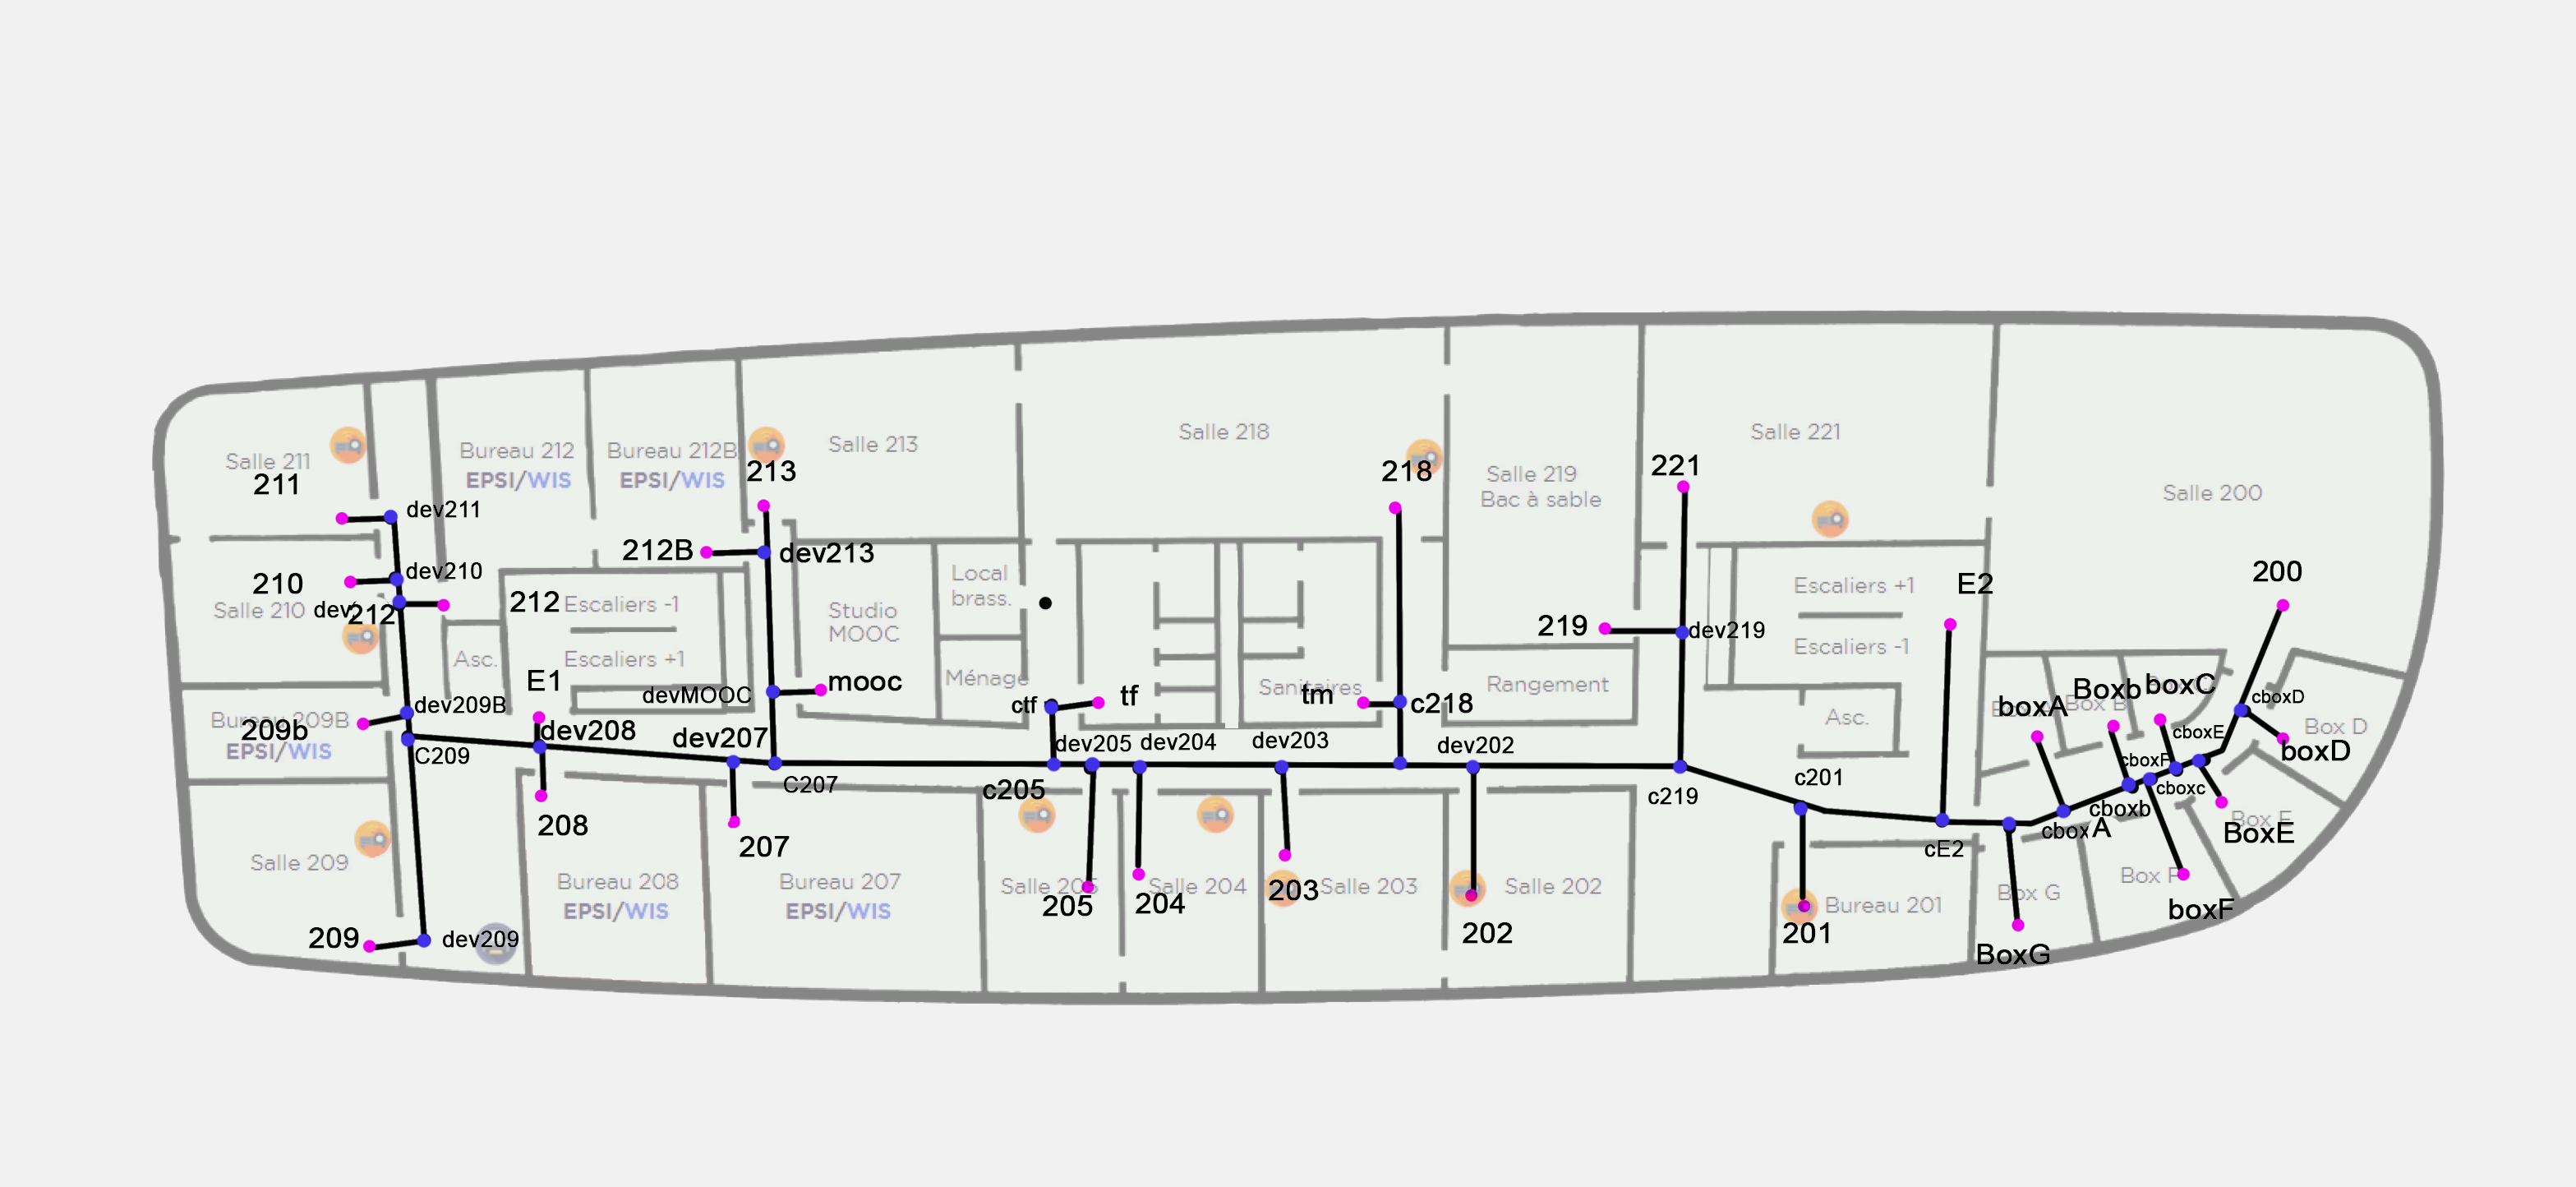 Salle 211
211
Bureau 212
EPSI/WIS
Bureau 212B
EPSI/WIS
Salle 213
213
Salle 218
218
Salle 219
Bac à sable
Salle 221
221
Salle 200
dev211
212B
dev213
Local
brass.
210
dev210
Salle 210
212
212
Escaliers -1
Studio
MOOC
Escaliers +1
E2
200
219
dev219
Asc.
Escaliers +1
Escaliers -1
E1
devMOOC
mooc
Ménage
ctf
tf
Sanitaires
tm
c218
Rangement
boxA
Boxb
Box B
boxC
cboxD
Bureau 209B
209b
EPSI/WIS
dev209B
C209
dev208
dev207
C207
c205
dev205
dev204
dev203
dev202
c219
Asc.
c201
cE2
cboxE
cboxF
cboxc
cboxb
cboxA
Box D
boxD
Box E
BoxE
Salle 209
208
207
Bureau 208
EPSI/WIS
Bureau 207
EPSI/WIS
Salle 205
205
Salle 204
204
203
Salle 203
202
Salle 202
201
Bureau 201
Box G
BoxG
Box F
boxF
209
dev209